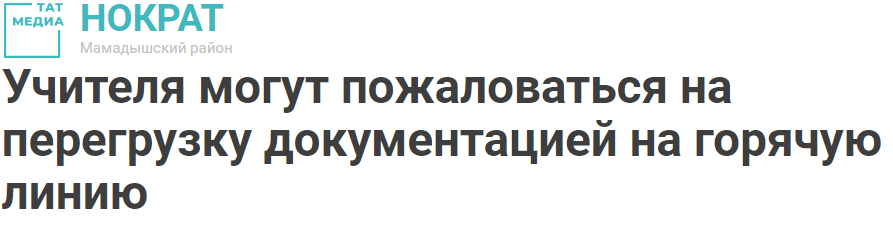 ТАТ
МЕДИА
НОКРАТ
Мамадышский район
Учителя могут пожаловаться на
перегрузку документацией на горячую
линию